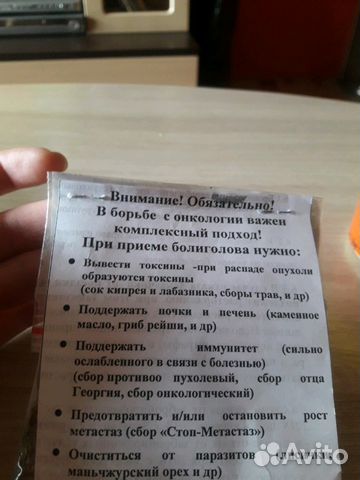 Внимание! Обязательно!
В борьбе с онкологии важен
комплексный подход!
При приеме болиголова нужно:
• Вывести токсины -при распаде опухоли
образуются токсины
(сок кипрея и лабазника, сборы трав, и др)
• Поддержать почки и печень (каменное
масло, гриб рейши, и др
• Поддержать иммунитет (сильно
ослабленного в связи с болезнью)
(сбор противоо пухолевый, сбор отца
Георгия, сбор онкологический)
• Предотвратить и/или остановить рост
метастаз (сбор «Стоп-Метастаз»)
• Очиститься от паразитов
маньчжурский орех и др)
Avito